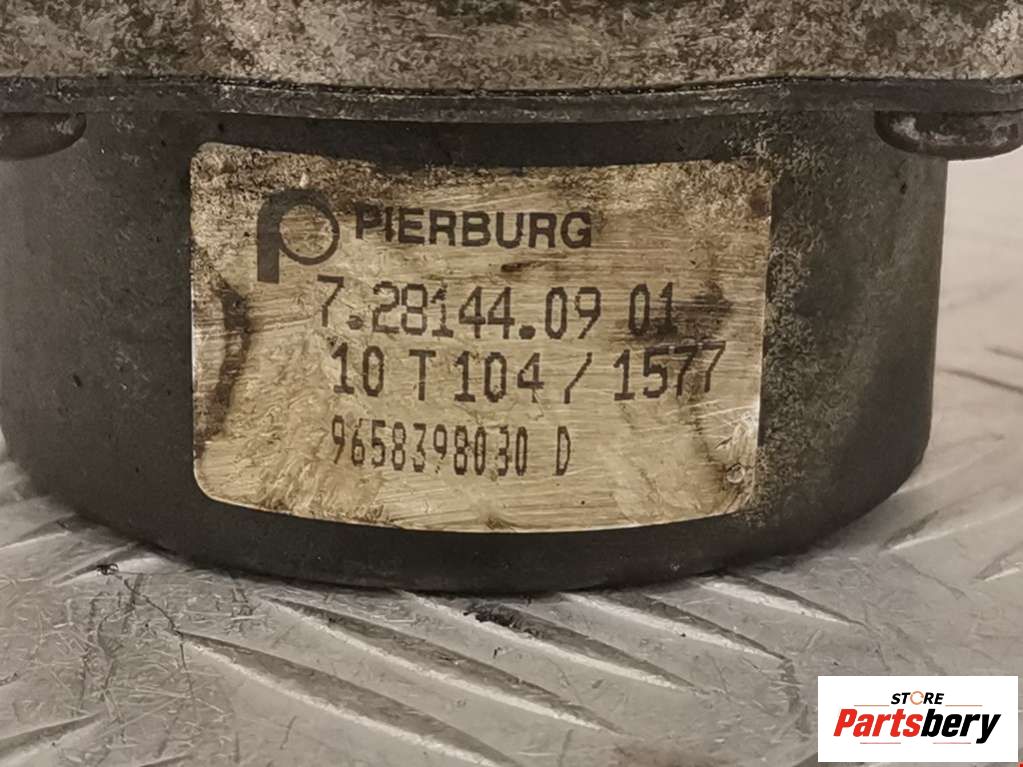 PIERBURG
7.28144.09 01
10 T 104 / 1577
9658398030 D
STORE
Partsbery